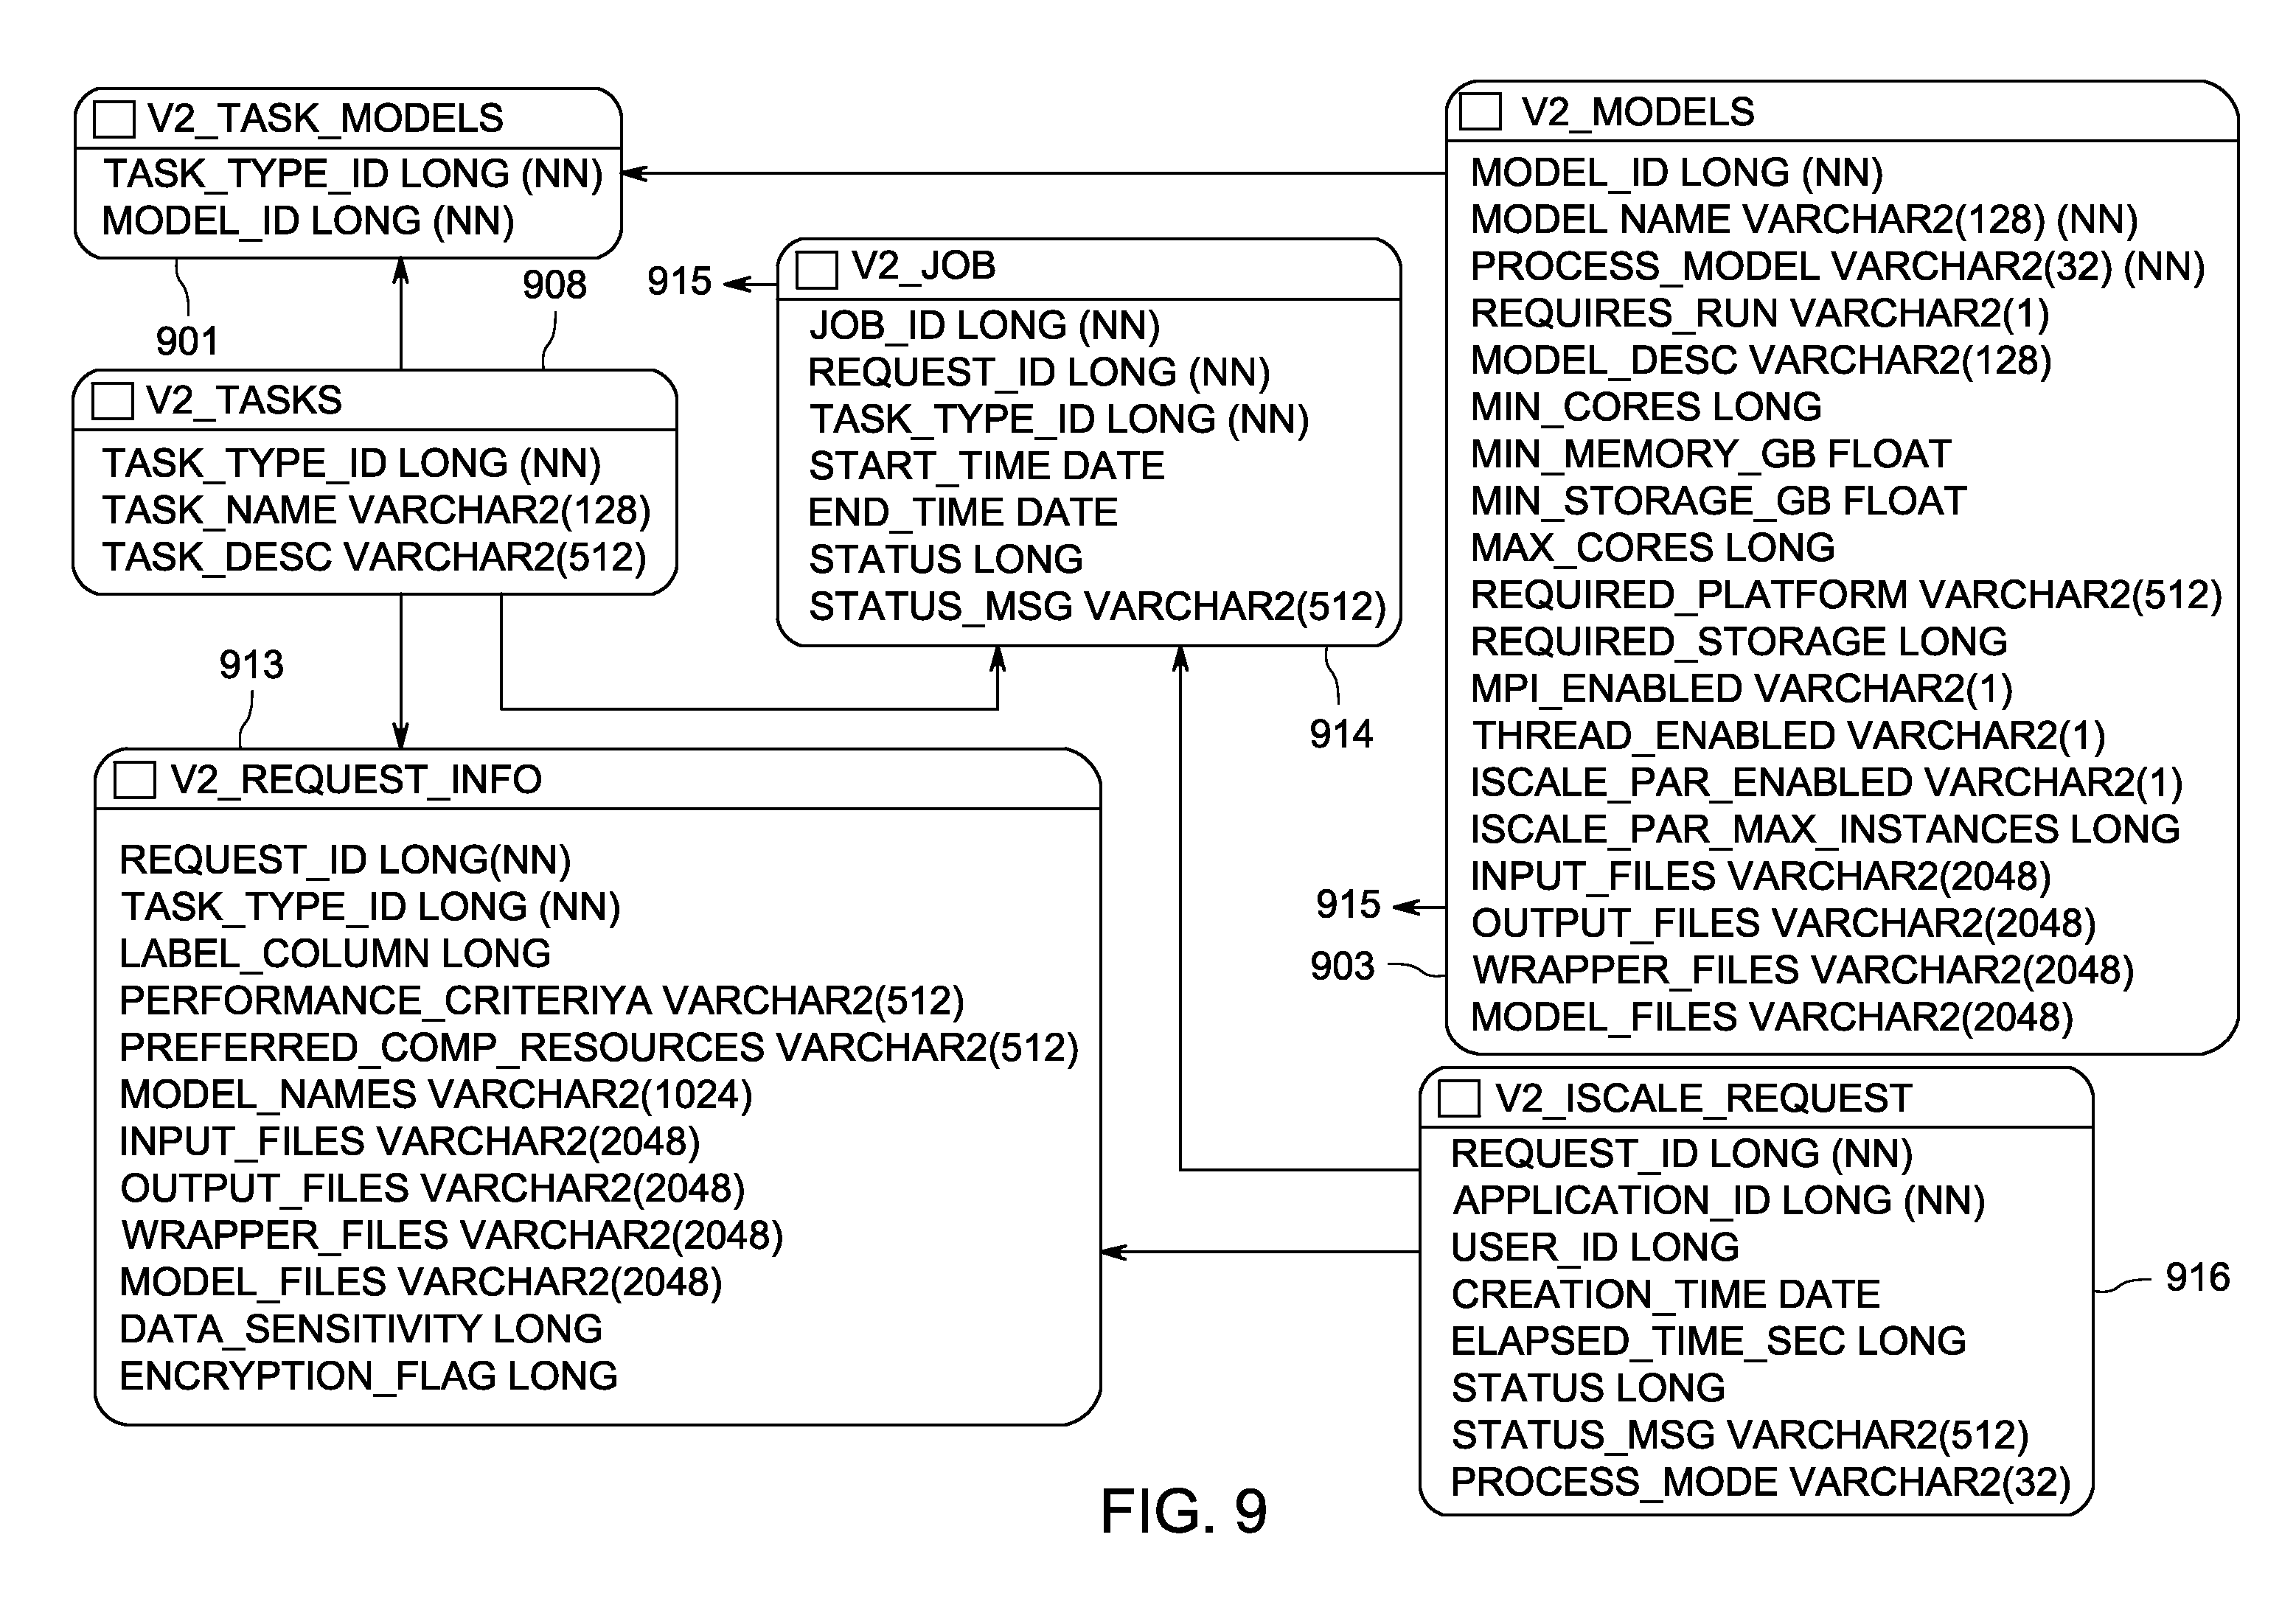 V2_TASK_MODELS
TASK_TYPE_ID LONG (NN)
MODEL_ID LONG (NN)
901
908
V2_TASKS
TASK_TYPE_ID LONG (NN)
TASK_NAME VARCHAR2(128)
TASK_DESC VARCHAR2(512)
915
V2_JOB
JOB_ID LONG (NN)
REQUEST_ID LONG (NN)
TASK_TYPE_ID LONG (NN)
START_TIME DATE
END_TIME DATE
STATUS LONG
STATUS_MSG VARCHAR2(512)
914
V2_MODELS
MODEL_ID LONG (NN)
MODEL NAME VARCHAR2(128) (NN)
PROCESS_MODEL VARCHAR2(32) (NN)
REQUIRES_RUN VARCHAR2(1)
MODEL_DESC VARCHAR2(128)
MIN_CORES LONG
MIN_MEMORY_GB FLOAT
MIN_STORAGE_GB FLOAT
MAX_CORES LONG
REQUIRED_PLATFORM VARCHAR2(512)
REQUIRED_STORAGE LONG
MPI_ENABLED VARCHAR2(1)
THREAD_ENABLED VARCHAR2(1)
ISCALE_PAR_ENABLED VARCHAR2(1)
ISCALE_PAR_MAX_INSTANCES LONG
INPUT_FILES VARCHAR2(2048)
OUTPUT_FILES VARCHAR2(2048)
WRAPPER_FILES VARCHAR2(2048)
MODEL_FILES VARCHAR2(2048)
915
903
913
V2_REQUEST_INFO
REQUEST_ID LONG(NN)
TASK_TYPE_ID LONG (NN)
LABEL_COLUMN LONG
PERFORMANCE_CRITERIYA VARCHAR2(512)
PREFERRED_COMP_RESOURCES VARCHAR2(512)
MODEL_NAMES VARCHAR2(1024)
INPUT_FILES VARCHAR2(2048)
OUTPUT_FILES VARCHAR2(2048)
WRAPPER_FILES VARCHAR2(2048)
MODEL_FILES VARCHAR2(2048)
DATA_SENSITIVITY LONG
ENCRYPTION_FLAG LONG
V2_ISCALE_REQUEST
REQUEST_ID LONG (NN)
APPLICATION_ID LONG (NN)
USER_ID LONG
CREATION_TIME DATE
ELAPSED_TIME_SEC LONG
STATUS LONG
STATUS_MSG VARCHAR2(512)
PROCESS_MODE VARCHAR2(32)
916
FIG. 9